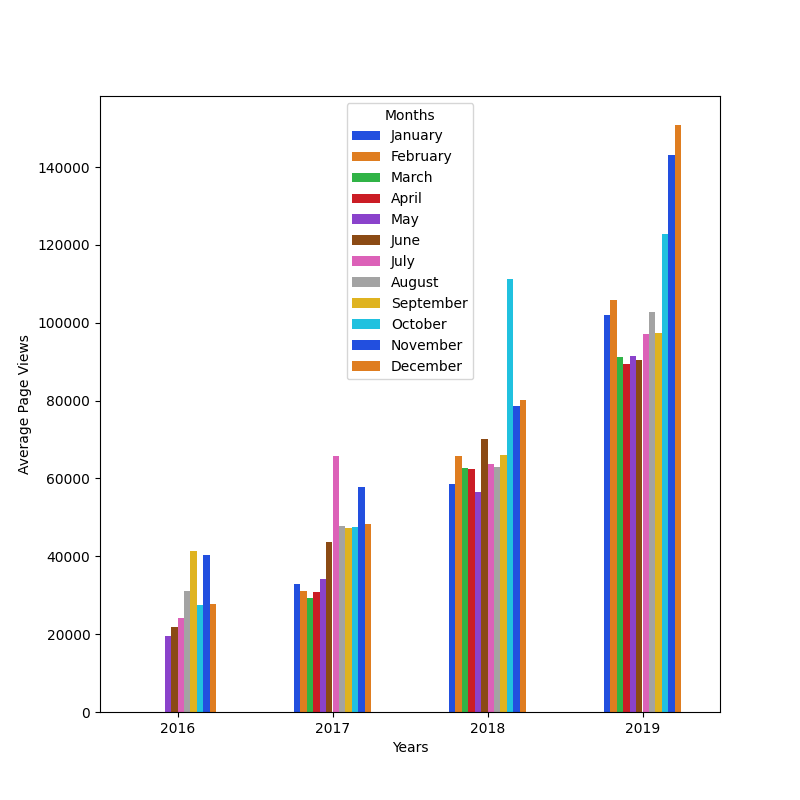 Months
January
February
March
April
May
June
July
August
September
October
November
December
140000
120000
100000
80000
60000
40000
20000
0
Average Page Views
2016 2017 2018 2019
Years